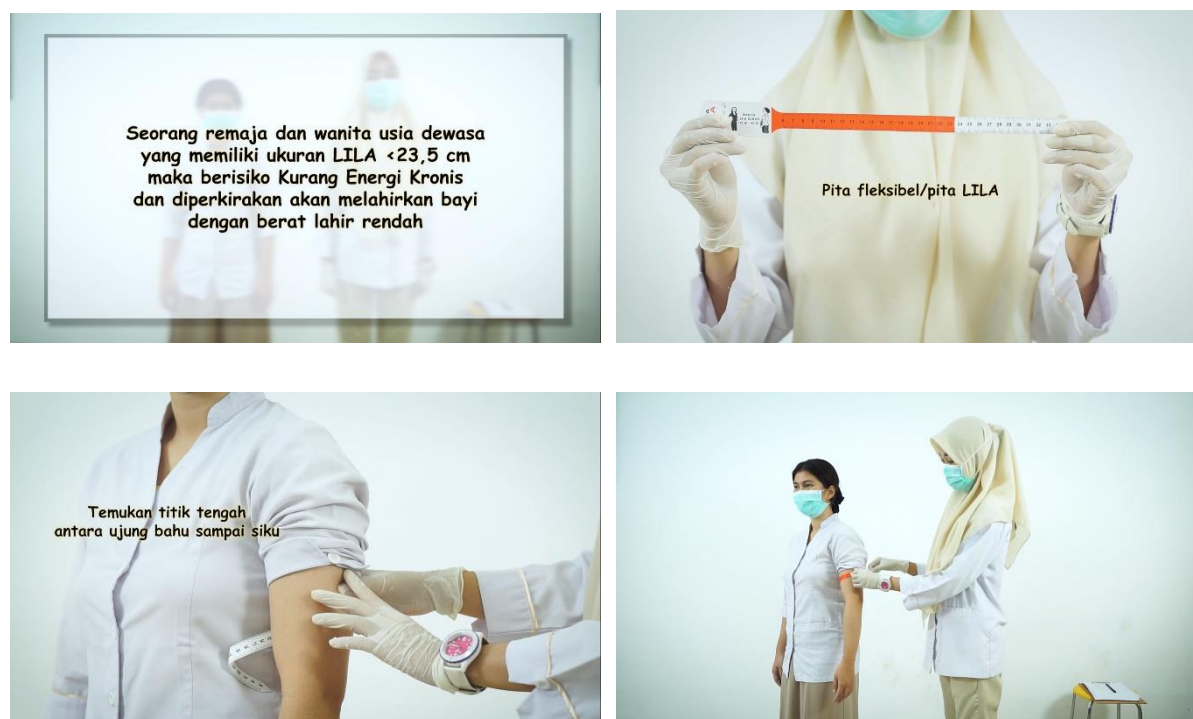 Seorang remaja dan wanita usia dewasa
yang memiliki ukuran LILA <23,5 cm
maka berisiko Kurang Energi Kronis
dan diperkirakan akan melahirkan bayi
dengan berat lahir rendah
Pita fleksibel/pita LILA
Temukan titik tengah
antara ujung bahu sampai siku